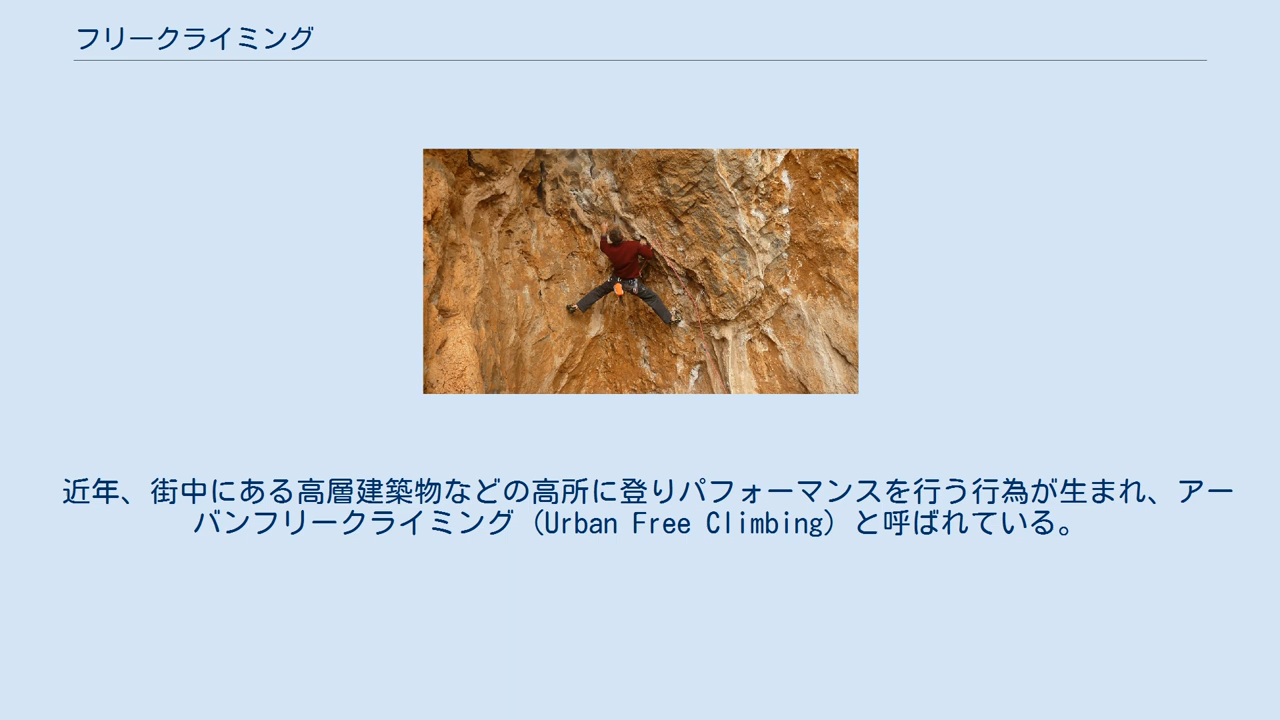 フリークライミング
近年、街中にある高層建築物などの高所に登りパフォーマンスを行う行為が生まれ、アー
バンフリークライミング（Urban Free Climbing）と呼ばれている。